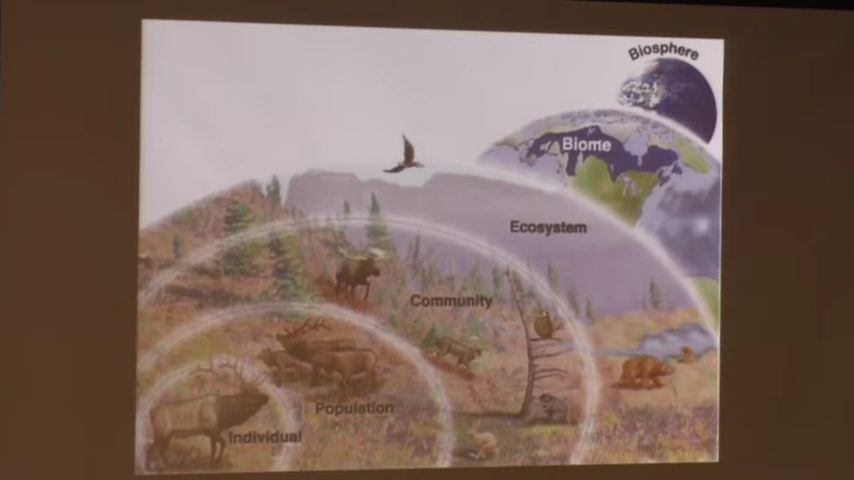 Biosphere
Biome
Ecosystem
Community
Population
Individual